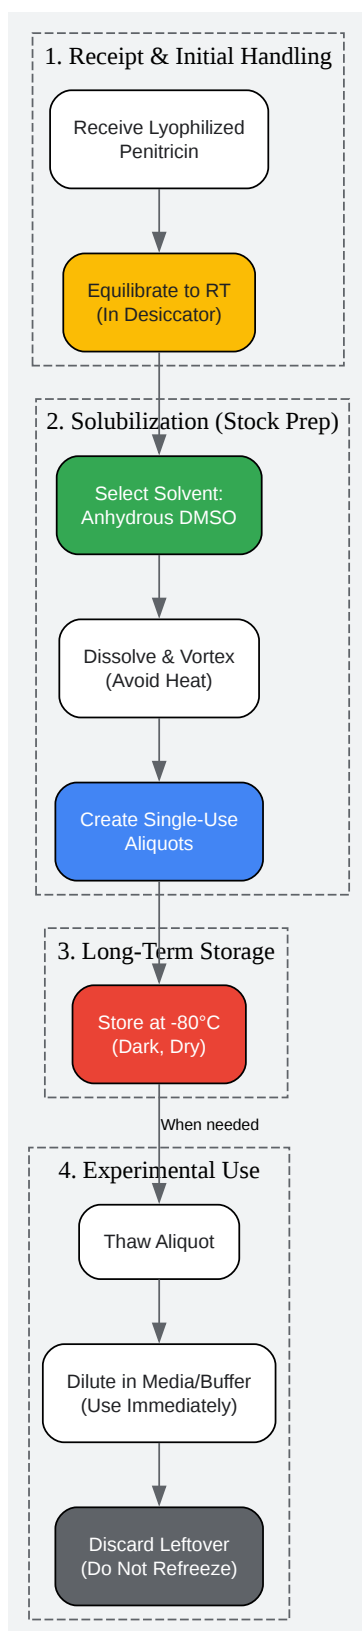 1. Receipt & Initial Handling
Receive Lyophilized
Penitricin
Equilibrate to RT
(In Desiccator)
2. Solubilization (Stock Prep)
Select Solvent:
Anhydrous DMSO
Dissolve & Vortex
(Avoid Heat)
Create Single-Use
Aliquots
3. Long-Term Storage
Store at -80°C
(Dark, Dry)
When needed
4. Experimental Use
Thaw Aliquot
Dilute in Media/Buffer
(Use Immediately)
Discard Leftover
(Do Not Refreeze)